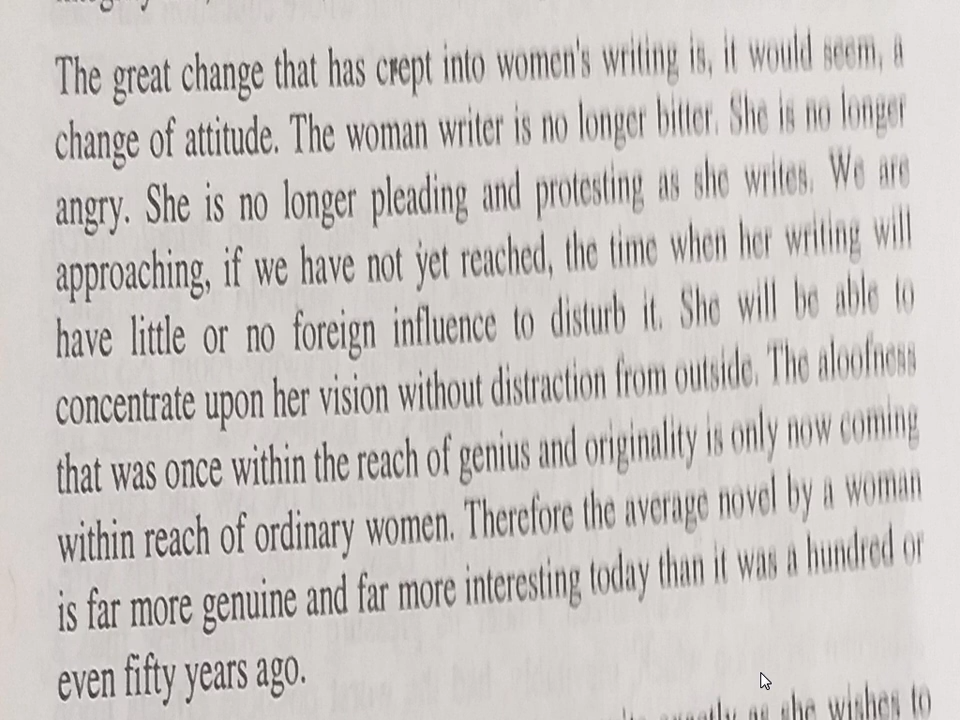 The great change that has crept into women's writing is, it would seem, a
change of attitude. The woman writer is no longer bitter. She is no longer
angry. She is no longer pleading and protesting as she writes. We are
approaching, if we have not yet reached, the time when her writing will
have little or no foreign influence to disturb it. She will be able to
concentrate upon her vision without distraction from outside. The aloofness
that was once within the reach of genius and originality is only now coming
within reach of ordinary women. Therefore the average novel by a woman
is far more genuine and far more interesting today than it was a hundred or
even fifty years ago.
exactly as she wishes to